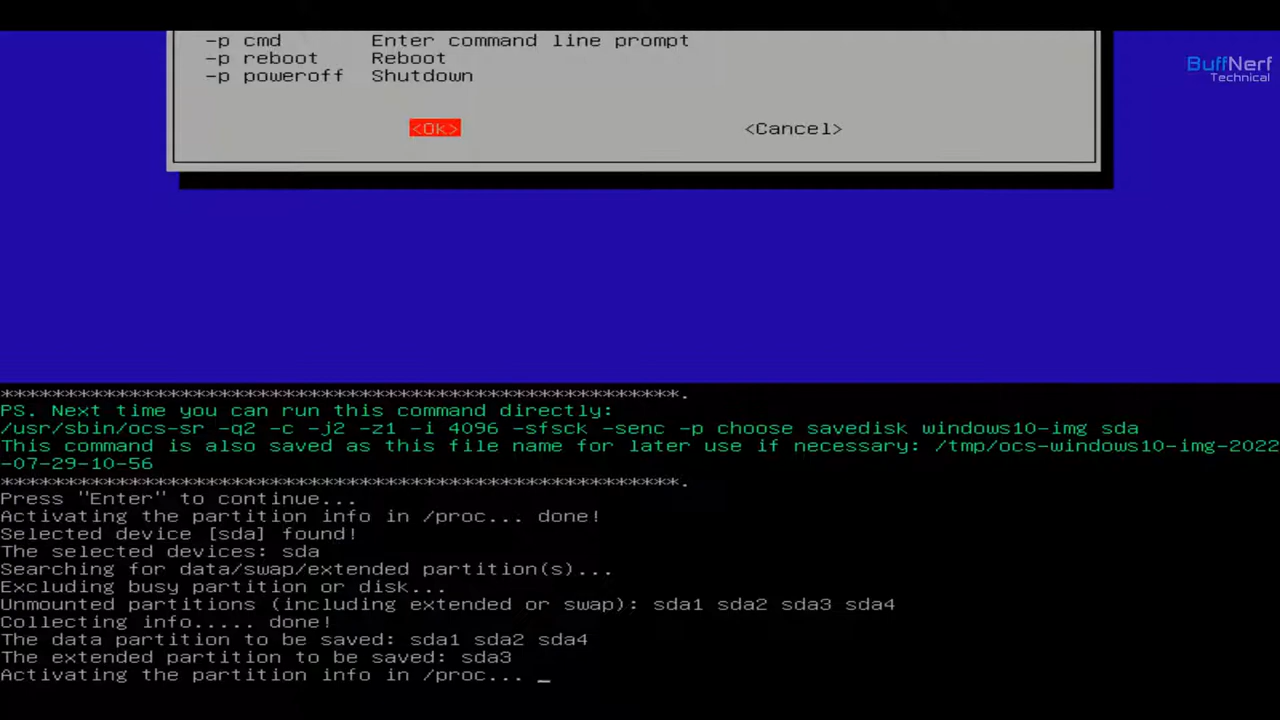 -p cmd Enter command line prompt
-p reboot Reboot
-p poweroff Shutdown
BuffNerf
Technical
<Ok> <Cancel>
*****************************************************.
PS. Next time you can run this command directly:
/usr/sbin/ocs-sr -q2 -c -j2 -z1 -i 4096 -sfsck -senc -p choose savedisk windows10-img sda
This command is also saved as this file name for later use if necessary: /tmp/ocs-windows10-img-2022
-07-29-10-56
*****************************************************.
Press "Enter" to continue...
Activating the partition info in /proc... done!
Selected device [sda] found!
The selected devices: sda
Searching for data/swap/extended partition(s)...
Excluding busy partition or disk...
Unmounted partitions (including extended or swap): sda1 sda2 sda3 sda4
Collecting info..... done!
The data partition to be saved: sda1 sda2 sda4
The extended partition to be saved: sda3
Activating the partition info in /proc... _